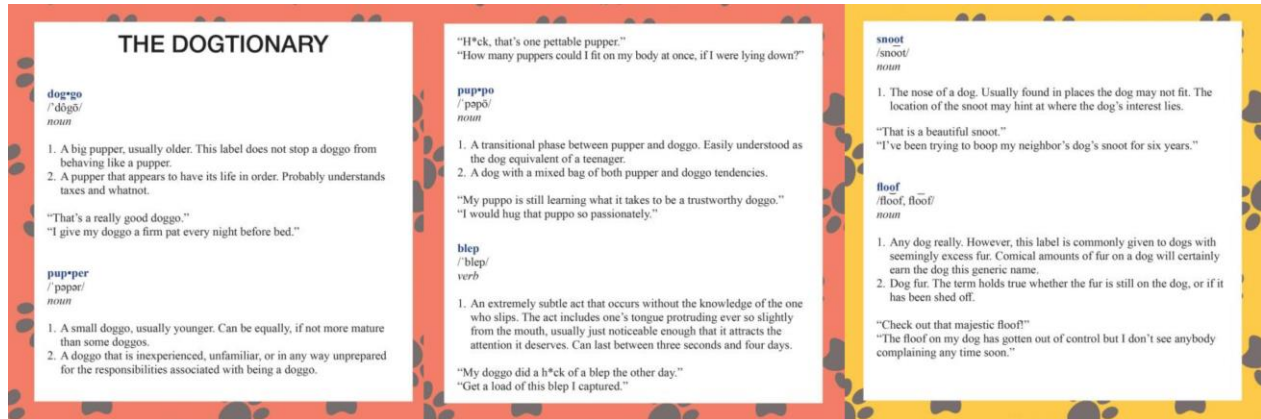 THE DOGTIONARY
dog•go
/ˈdôgō/
noun
1. A big pupper, usually older. This label does not stop a doggo from
behaving like a pupper.
2. A pupper that appears to have its life in order. Probably understands
taxes and whatnot.
“That’s a really good doggo.”
“I give my doggo a firm pat every night before bed.”
pup•per
/ˈpəpər/
noun
1. A small doggo, usually younger. Can be equally, if not more mature
than some doggos.
2. A doggo that is inexperienced, unfamiliar, or in any way unprepared
for the responsibilities associated with being a doggo.
“H*ck, that’s one pettable pupper.”
“How many puppers could I fit on my body at once, if I were lying down?”
pup•po
/ˈpəpō/
noun
1. A transitional phase between pupper and doggo. Easily understood as
the dog equivalent of a teenager.
2. A dog with a mixed bag of both pupper and doggo tendencies.
“My puppo is still learning what it takes to be a trustworthy doggo.”
“I would hug that puppo so passionately.”
blep
/ˈblep/
verb
1. An extremely subtle act that occurs without the knowledge of the one
who slips. The act includes one’s tongue protruding ever so slightly
from the mouth, usually just noticeable enough that it attracts the
attention it deserves. Can last between three seconds and four days.
“My doggo did a h*ck of a blep the other day.”
“Get a load of this blep I captured.”
snoot
/sno͞ot/
noun
1. The nose of a dog. Usually found in places the dog may not fit. The
location of the snoot may hint at where the dog’s interest lies.
“That is a beautiful snoot.”
“I’ve been trying to boop my neighbor’s dog’s snoot for six years.”
floof
/flo͞of, flo͞of/
noun
1. Any dog really. However, this label is commonly given to dogs with
seemingly excess fur. Comical amounts of fur on a dog will certainly
earn the dog this generic name.
2. Dog fur. The term holds true whether the fur is still on the dog, or if it
has been shed off.
“Check out that majestic floof!”
“The floof on my dog has gotten out of control but I don’t see anybody
complaining any time soon.”